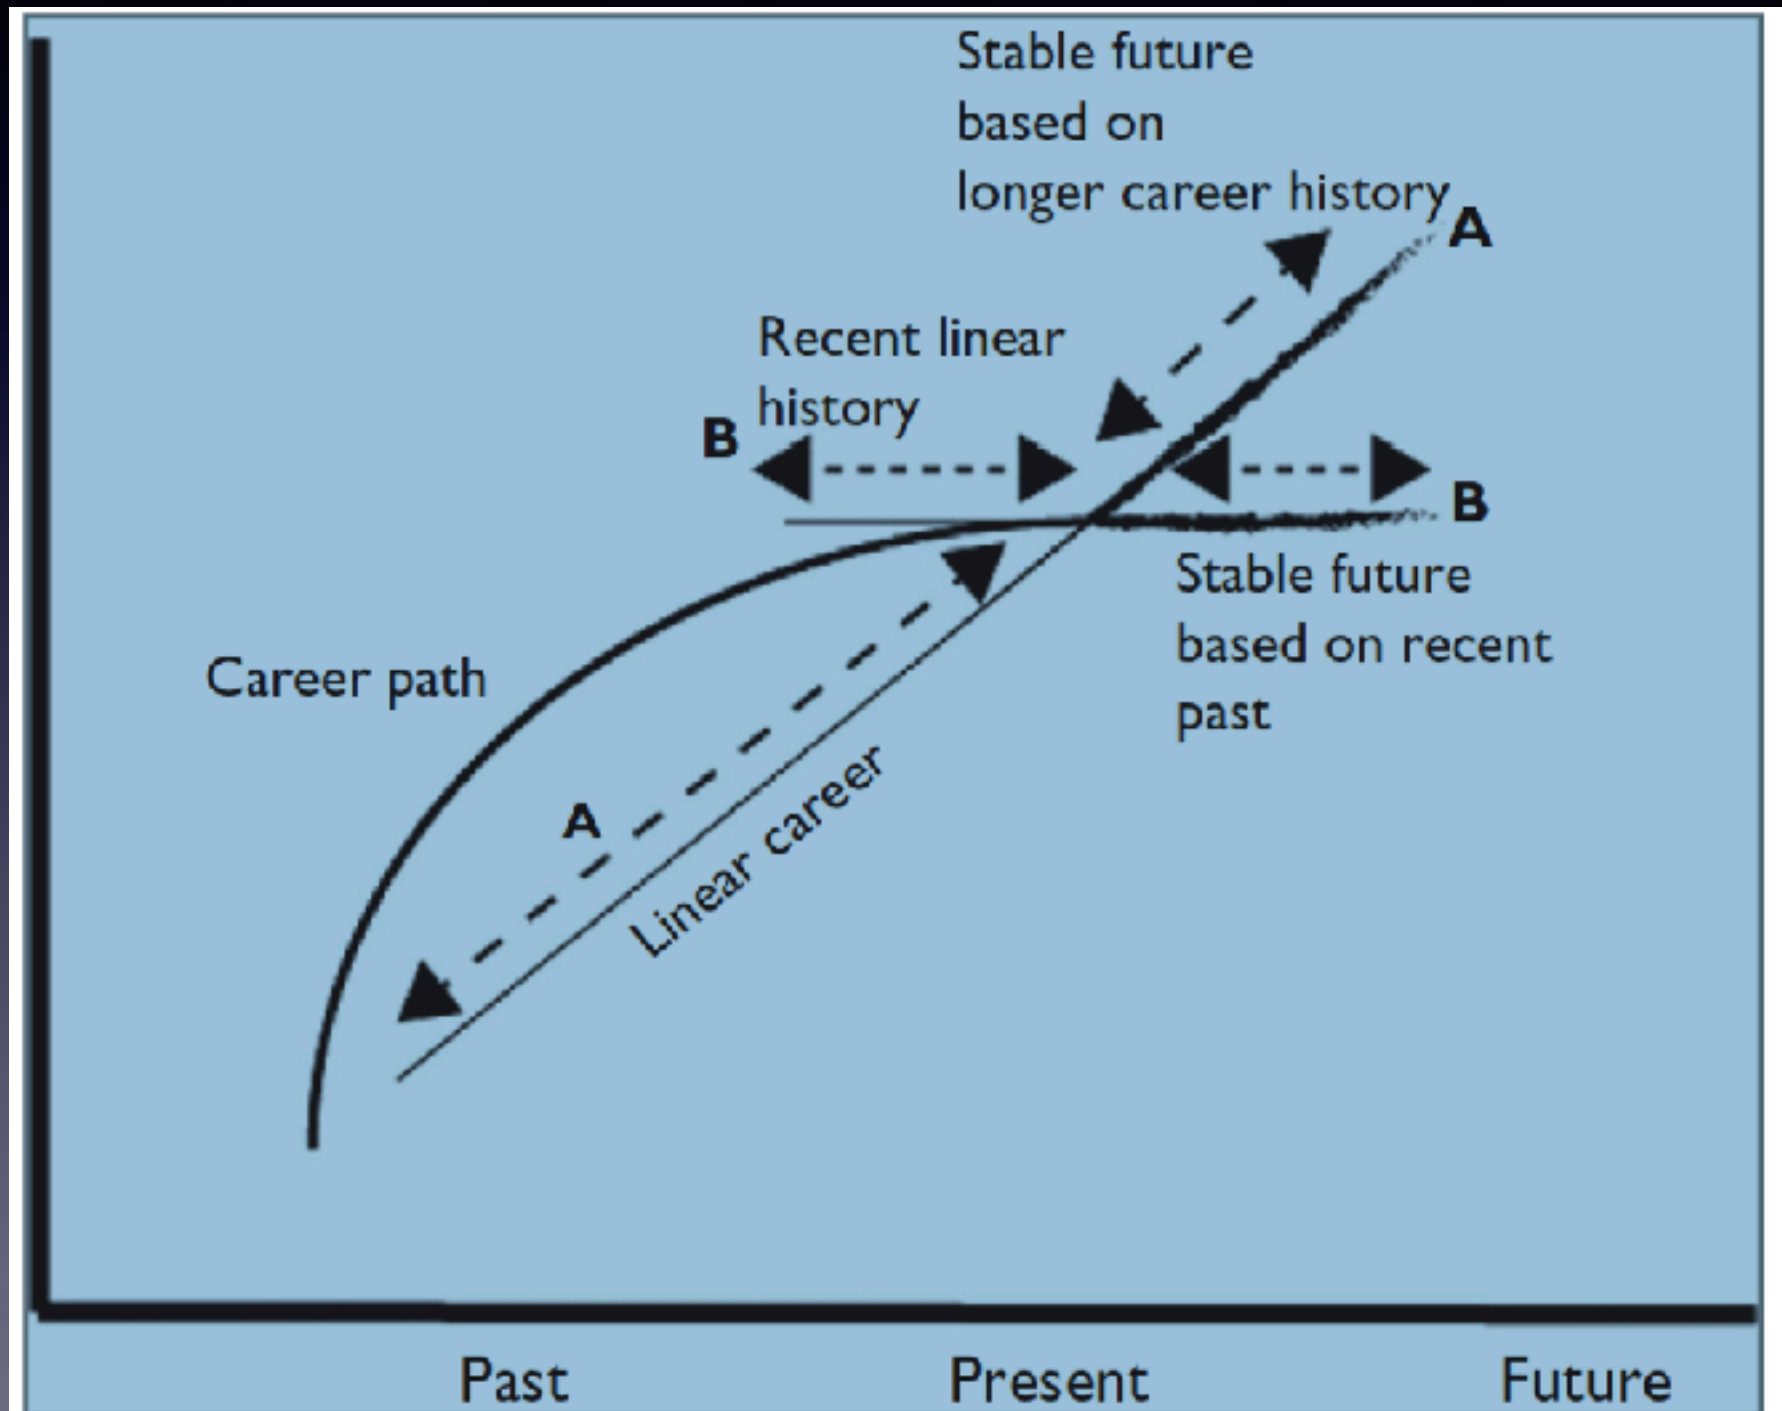 Stable future
based on
longer career history
A
Recent linear
history
B
B
Stable future
based on recent
past
Career path
A
Linear career
Past Present Future